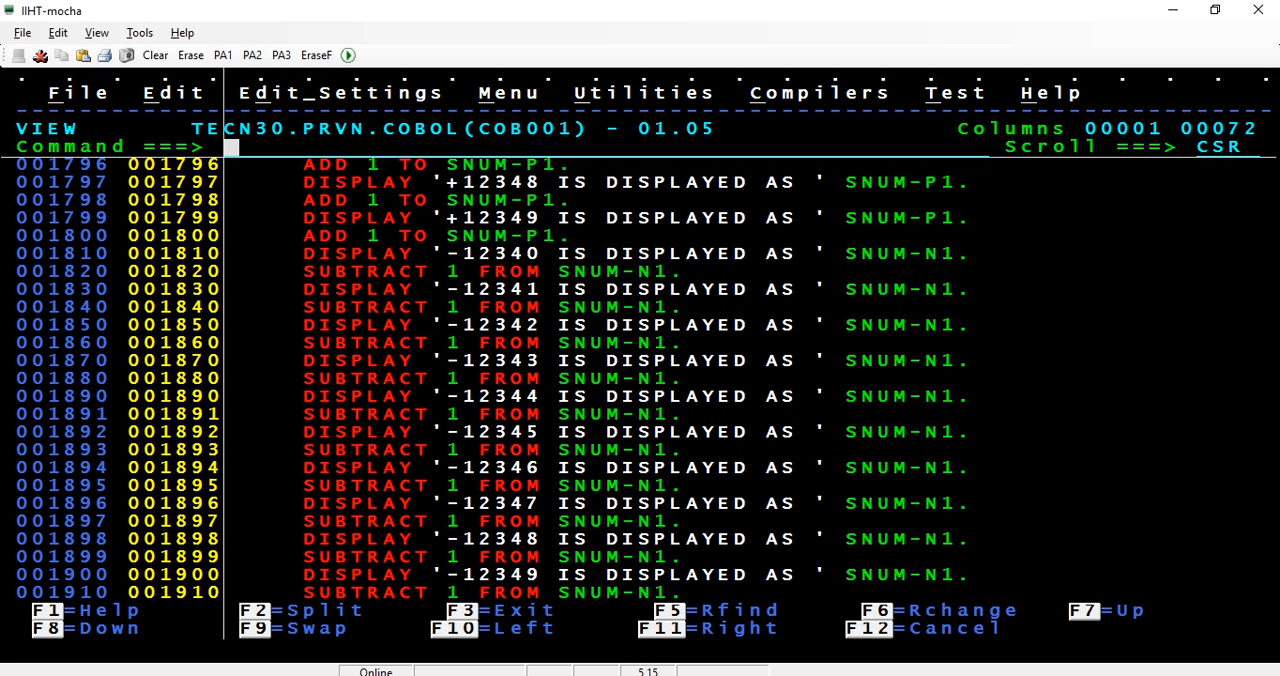 IIHT-mocha
File Edit View Tools Help
Clear Erase PA1 PA2 PA3 EraseF
File Edit Edit_Settings Menu Utilities Compilers Test Help
VIEW TECN30.PRVN.COBOL(COB001) - 01.05 Columns 00001 00072
Command ===> Scroll ===> CSR
001796 001796 ADD 1 TO SNUM-P1.
001797 001797 DISPLAY '+12348 IS DISPLAYED AS ' SNUM-P1.
001798 001798 ADD 1 TO SNUM-P1.
001799 001799 DISPLAY '+12349 IS DISPLAYED AS ' SNUM-P1.
001800 001800 ADD 1 TO SNUM-P1.
001810 001810 DISPLAY '-12340 IS DISPLAYED AS ' SNUM-N1.
001820 001820 SUBTRACT 1 FROM SNUM-N1.
001830 001830 DISPLAY '-12341 IS DISPLAYED AS ' SNUM-N1.
001840 001840 SUBTRACT 1 FROM SNUM-N1.
001850 001850 DISPLAY '-12342 IS DISPLAYED AS ' SNUM-N1.
001860 001860 SUBTRACT 1 FROM SNUM-N1.
001870 001870 DISPLAY '-12343 IS DISPLAYED AS ' SNUM-N1.
001880 001880 SUBTRACT 1 FROM SNUM-N1.
001890 001890 DISPLAY '-12344 IS DISPLAYED AS ' SNUM-N1.
001891 001891 SUBTRACT 1 FROM SNUM-N1.
001892 001892 DISPLAY '-12345 IS DISPLAYED AS ' SNUM-N1.
001893 001893 SUBTRACT 1 FROM SNUM-N1.
001894 001894 DISPLAY '-12346 IS DISPLAYED AS ' SNUM-N1.
001895 001895 SUBTRACT 1 FROM SNUM-N1.
001896 001896 DISPLAY '-12347 IS DISPLAYED AS ' SNUM-N1.
001897 001897 SUBTRACT 1 FROM SNUM-N1.
001898 001898 DISPLAY '-12348 IS DISPLAYED AS ' SNUM-N1.
001899 001899 SUBTRACT 1 FROM SNUM-N1.
001900 001900 DISPLAY '-12349 IS DISPLAYED AS ' SNUM-N1.
001910 001910 SUBTRACT 1 FROM SNUM-N1.
F1=Help F2=Split F3=Exit F5=Rfind F6=Rchange F7=Up
F8=Down F9=Swap F10=Left F11=Right F12=Cancel
Online 5,15